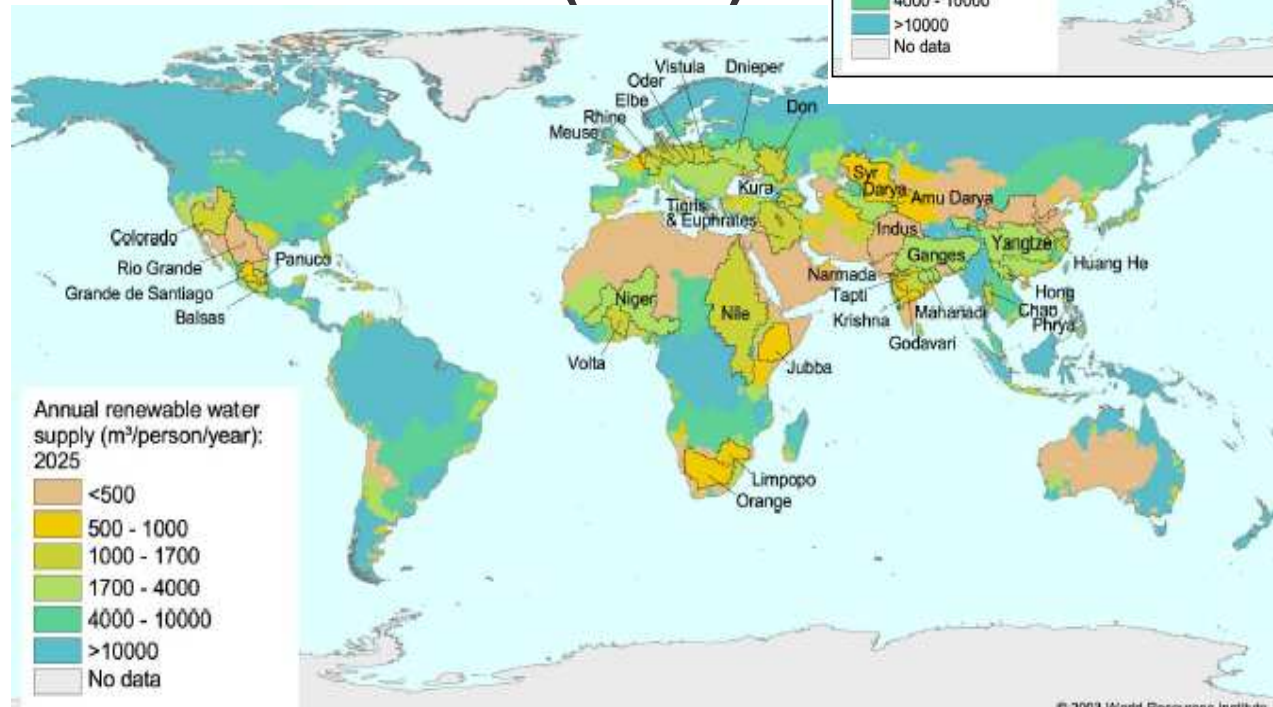 4000 - 10000
>10000
No data
Vistula
Dnieper
Oder
Elbe
Rhine
Meuse
Don
Kura
Syr
Darya
Amu Darya
Tigris
& Euphrates
Indus
Ganges
Yangtze
Huang He
Colorado
Rio Grande
Panuco
Grande de Santiago
Balsas
Niger
Nile
Volta
Jubba
Narmada
Tapti
Krishna
Mahanadi
Godavari
Hong
Chao
Phrya
Limpopo
Orange
Annual renewable water
supply (m³/person/year):
2025
<500
500 - 1000
1000 - 1700
1700 - 4000
4000 - 10000
>10000
No data
World Resources Institute